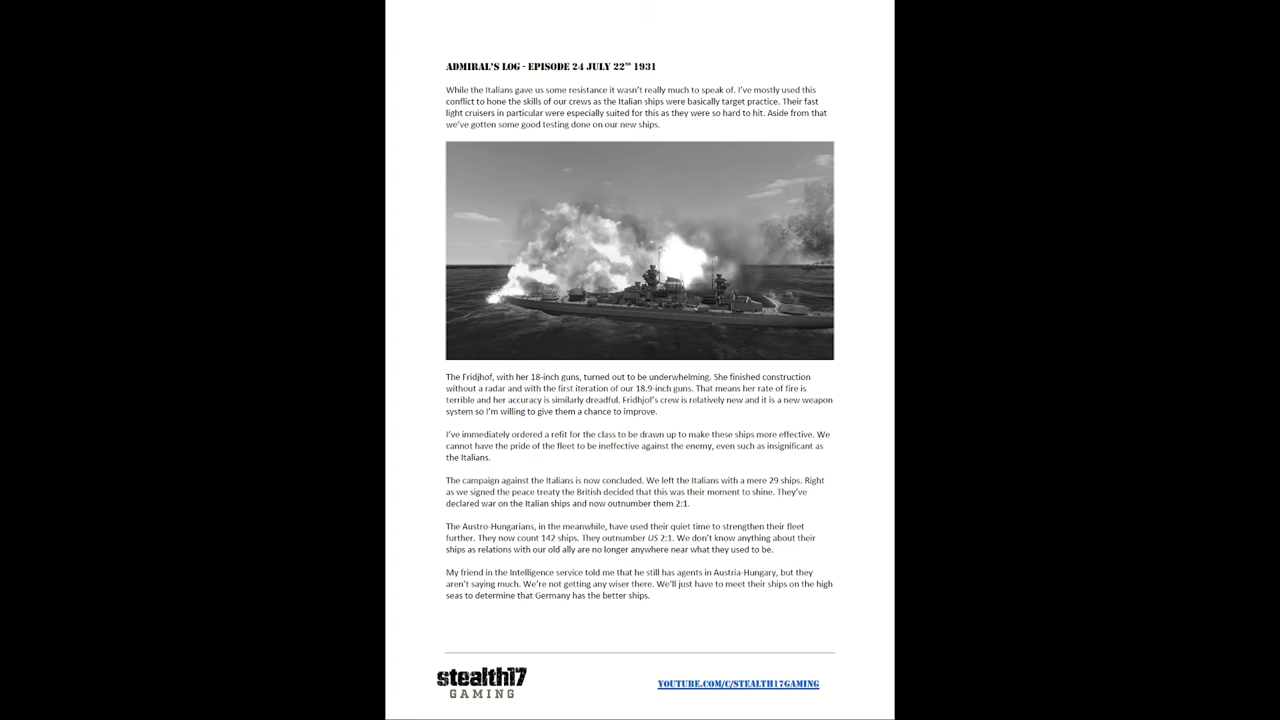 ADMIRAL'S LOG - EPISODE 24 JULY 22ND 1931
While the Italians gave us some resistance it wasn't really much to speak of. I've mostly used this
conflict to hone the skills of our crews as the Italian ships were basically target practice. Their fast
light cruisers in particular were especially suited for this as they were so hard to hit. Aside from that
we've gotten some good testing done on our new ships.
The Fridjhof, with her 18-inch guns, turned out to be underwhelming. She finished construction
without a radar and with the first iteration of our 18.9-inch guns. That means her rate of fire is
terrible and her accuracy is similarly dreadful. Fridhjof's crew is relatively new and it is a new weapon
system so I'm willing to give them a chance to improve.
I've immediately ordered a refit for the class to be drawn up to make these ships more effective. We
cannot have the pride of the fleet to be ineffective against the enemy, even such as insignificant as
the Italians.
The campaign against the Italians is now concluded. We left the Italians with a mere 29 ships. Right
as we signed the peace treaty the British decided that this was their moment to shine. They've
declared war on the Italian ships and now outnumber them 2:1.
The Austro-Hungarians, in the meanwhile, have used their quiet time to strengthen their fleet
further. They now count 142 ships. They outnumber US 2:1. We don't know anything about their
ships as relations with our old ally are no longer anywhere near what they used to be.
My friend in the Intelligence service told me that he still has agents in Austria-Hungary, but they
aren't saying much. We're not getting any wiser there. We'll just have to meet their ships on the high
seas to determine that Germany has the better ships.
stealth17
GAMING
YOUTUBE.COM/C/STEALTH17GAMING